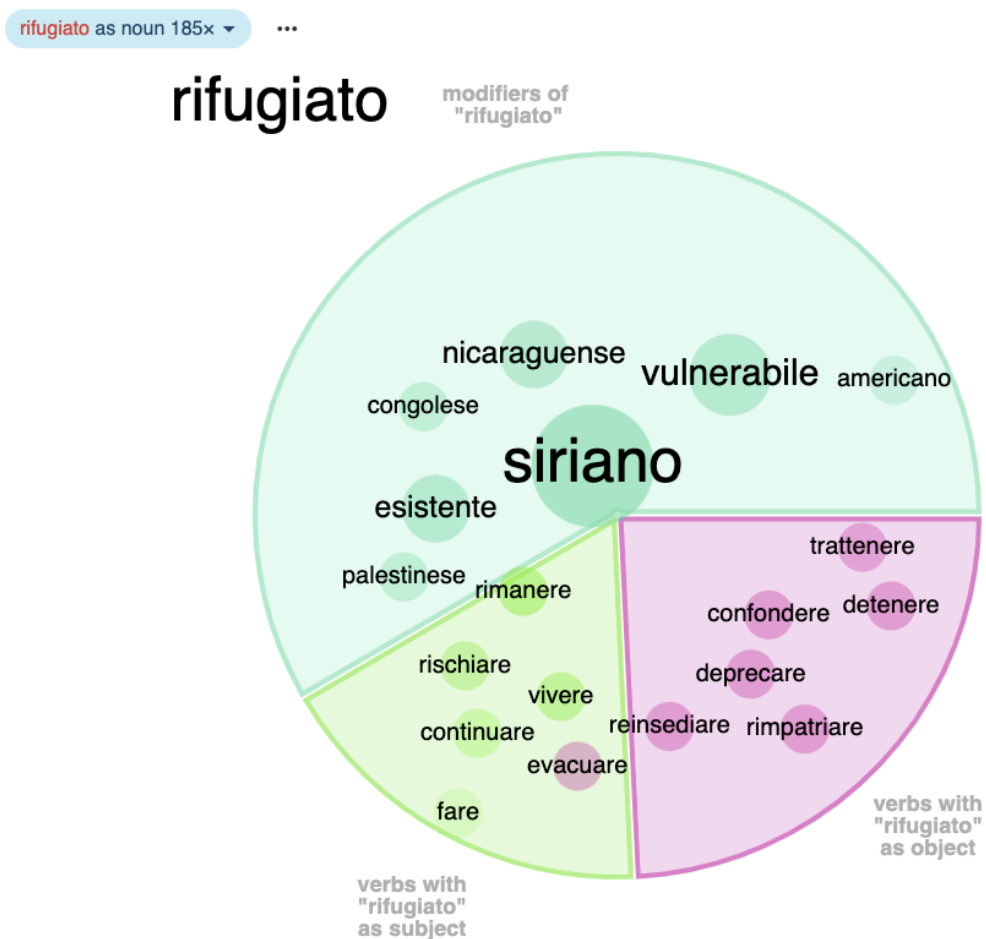 rifugiato as noun 185×
rifugiato
modifiers of
"rifugiato"
nicaraguense
vulnerabile
americano
congolese
siriano
esistente
palestinese
rimanere
trattenere
confondere
detenere
rischiare
deprecare
vivere
reinsediare
rimpatriare
continuare
evacuare
fare
verbs with
"rifugiato"
as object
verbs with
"rifugiato"
as subject